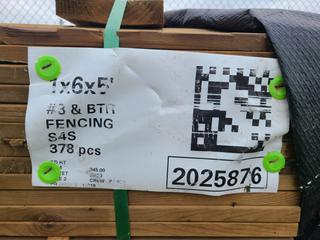 1x6x5'
#3 & BTR
FENCING
S4S
378 pcs
2025876